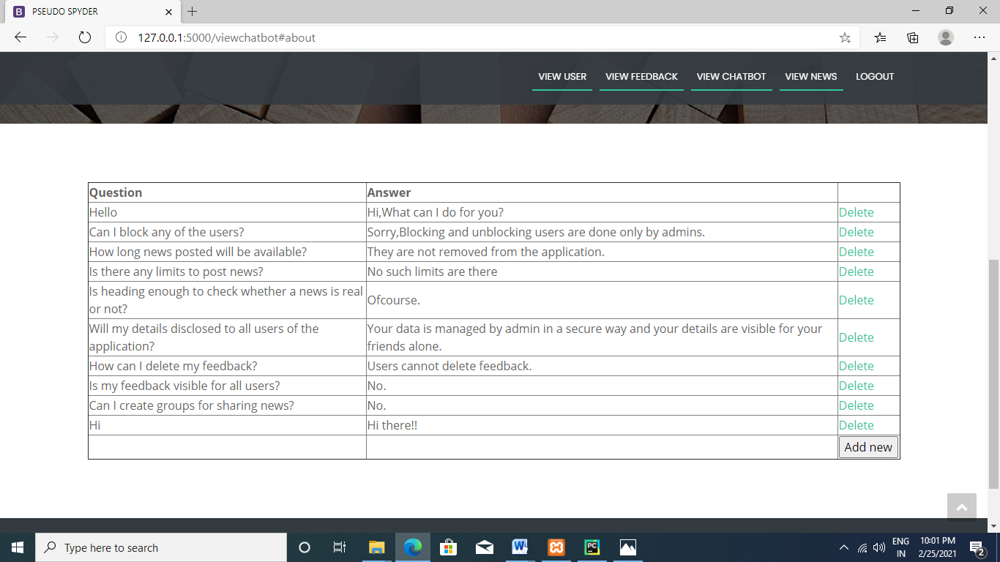 PSEUDO SPYDER
127.0.0.1:5000/viewchatbot#about
VIEW USER VIEW FEEDBACK VIEW CHATBOT VIEW NEWS LOGOUT
Question Answer
Hello Hi,What can I do for you? Delete
Can I block any of the users? Sorry,Blocking and unblocking users are done only by admins. Delete
How long news posted will be available? They are not removed from the application. Delete
Is there any limits to post news? No such limits are there Delete
Is heading enough to check whether a news is real
or not?
Ofcourse. Delete
Will my details disclosed to all users of the
application?
Your data is managed by admin in a secure way and your details are visible for your
friends alone.
Delete
How can I delete my feedback? Users cannot delete feedback. Delete
Is my feedback visible for all users? No. Delete
Can I create groups for sharing news? No. Delete
Hi Hi there!! Delete
Add new
Type here to search
ENG
IN
10:01 PM
2/25/2021
2